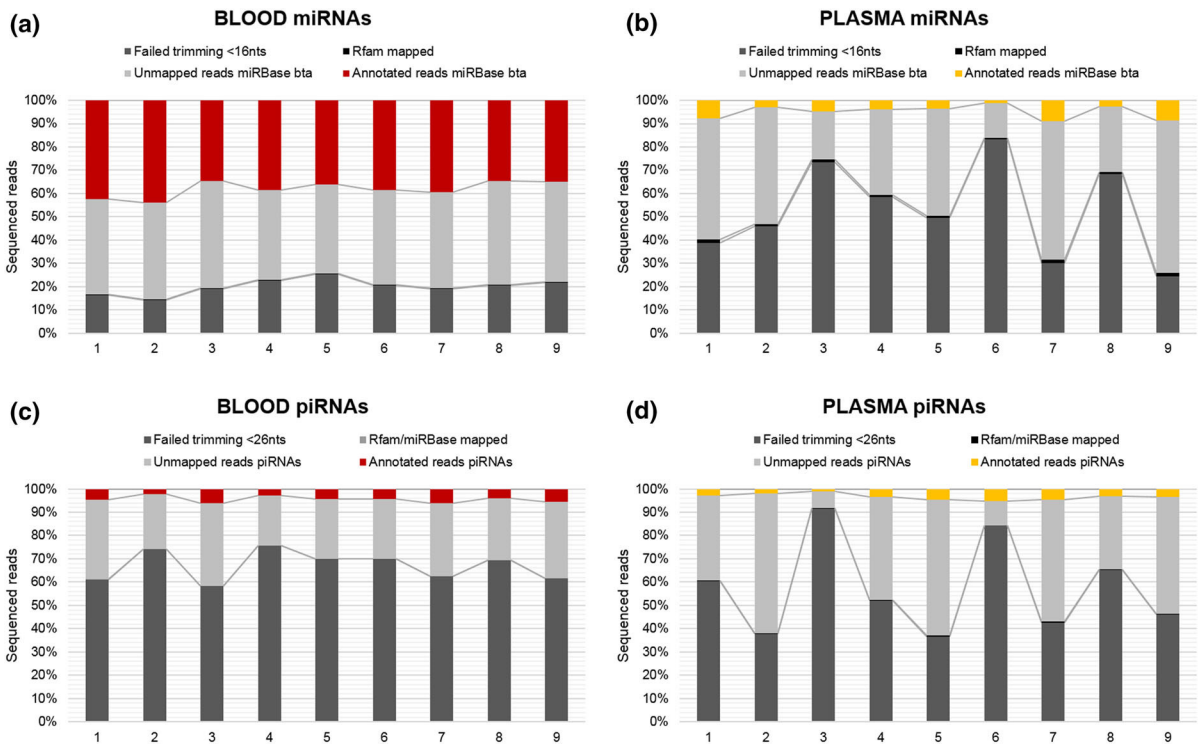 (a)
BLOOD miRNAs
Failed trimming <16nts
Rfam mapped
Unmapped reads miRBase bta
Annotated reads miRBase bta
100%
90%
80%
70%
60%
50%
40%
30%
20%
10%
0%
Sequenced reads
1 2 3 4 5 6 7 8 9
(b)
PLASMA miRNAs
Failed trimming <16nts
Rfam mapped
Unmapped reads miRBase bta
Annotated reads miRBase bta
100%
90%
80%
70%
60%
50%
40%
30%
20%
10%
0%
Sequenced reads
1 2 3 4 5 6 7 8 9
(c)
BLOOD piRNAs
Failed trimming <26nts
Rfam/miRBase mapped
Unmapped reads piRNAs
Annotated reads piRNAs
100%
90%
80%
70%
60%
50%
40%
30%
20%
10%
0%
Sequenced reads
1 2 3 4 5 6 7 8 9
(d)
PLASMA piRNAs
Failed trimming <26nts
Rfam/miRBase mapped
Unmapped reads piRNAs
Annotated reads piRNAs
100%
90%
80%
70%
60%
50%
40%
30%
20%
10%
0%
Sequenced reads
1 2 3 4 5 6 7 8 9